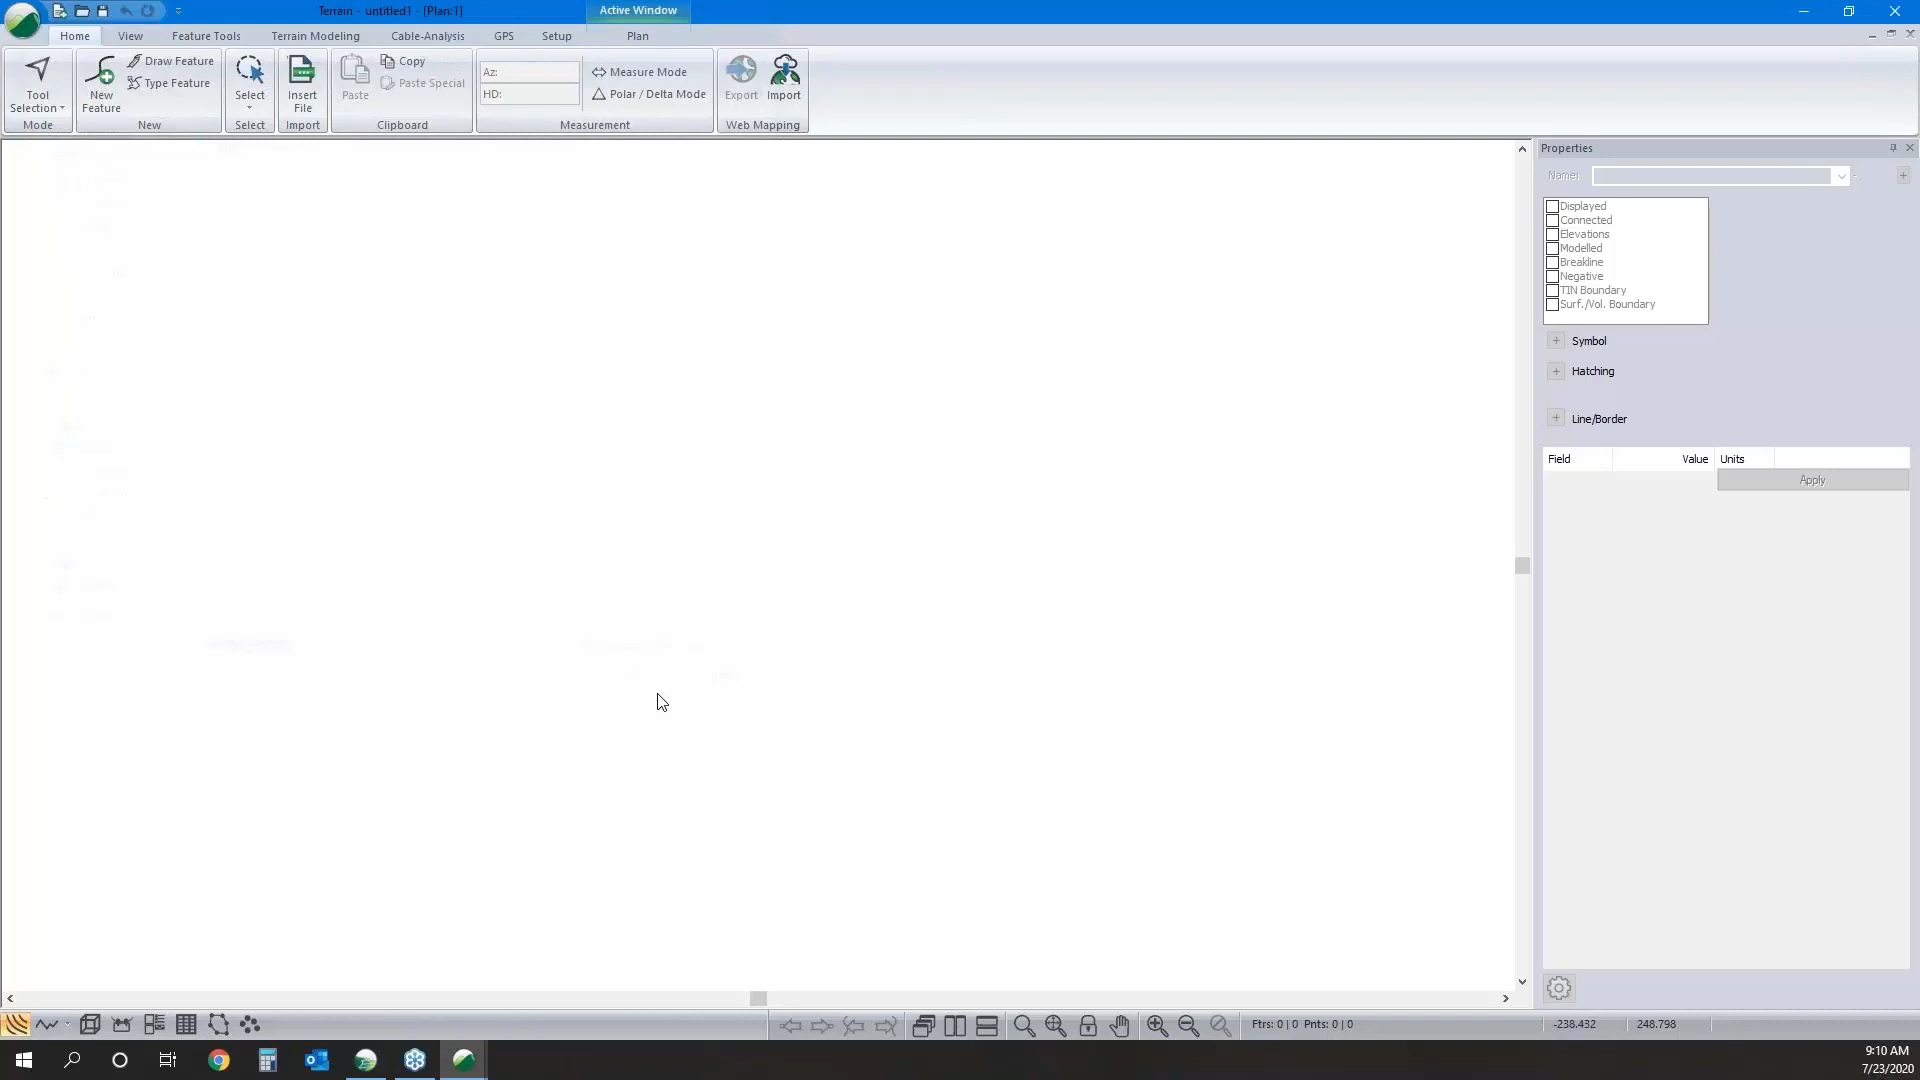 Terrain - untitled1 - [Plan:1]
Active Window
Home View Feature Tools Terrain Modeling Cable-Analysis GPS Setup Plan
Tool Selection
Mode
New Feature
Draw Feature
Type Feature
New
Select
Select
Insert File
Import
Paste
Copy
Paste Special
Clipboard
Az:
HD:
Measure Mode
Polar / Delta Mode
Measurement
Export
Import
Web Mapping
Properties
Name:
Displayed
Connected
Elevations
Modelled
Breakline
Negative
TIN Boundary
Surf./Vol. Boundary
Symbol
Hatching
Line/Border
Field Value Units
Apply
Ftrs: 0 | 0 Pnts: 0 | 0
-238.432
248.798
9:10 AM
7/23/2020